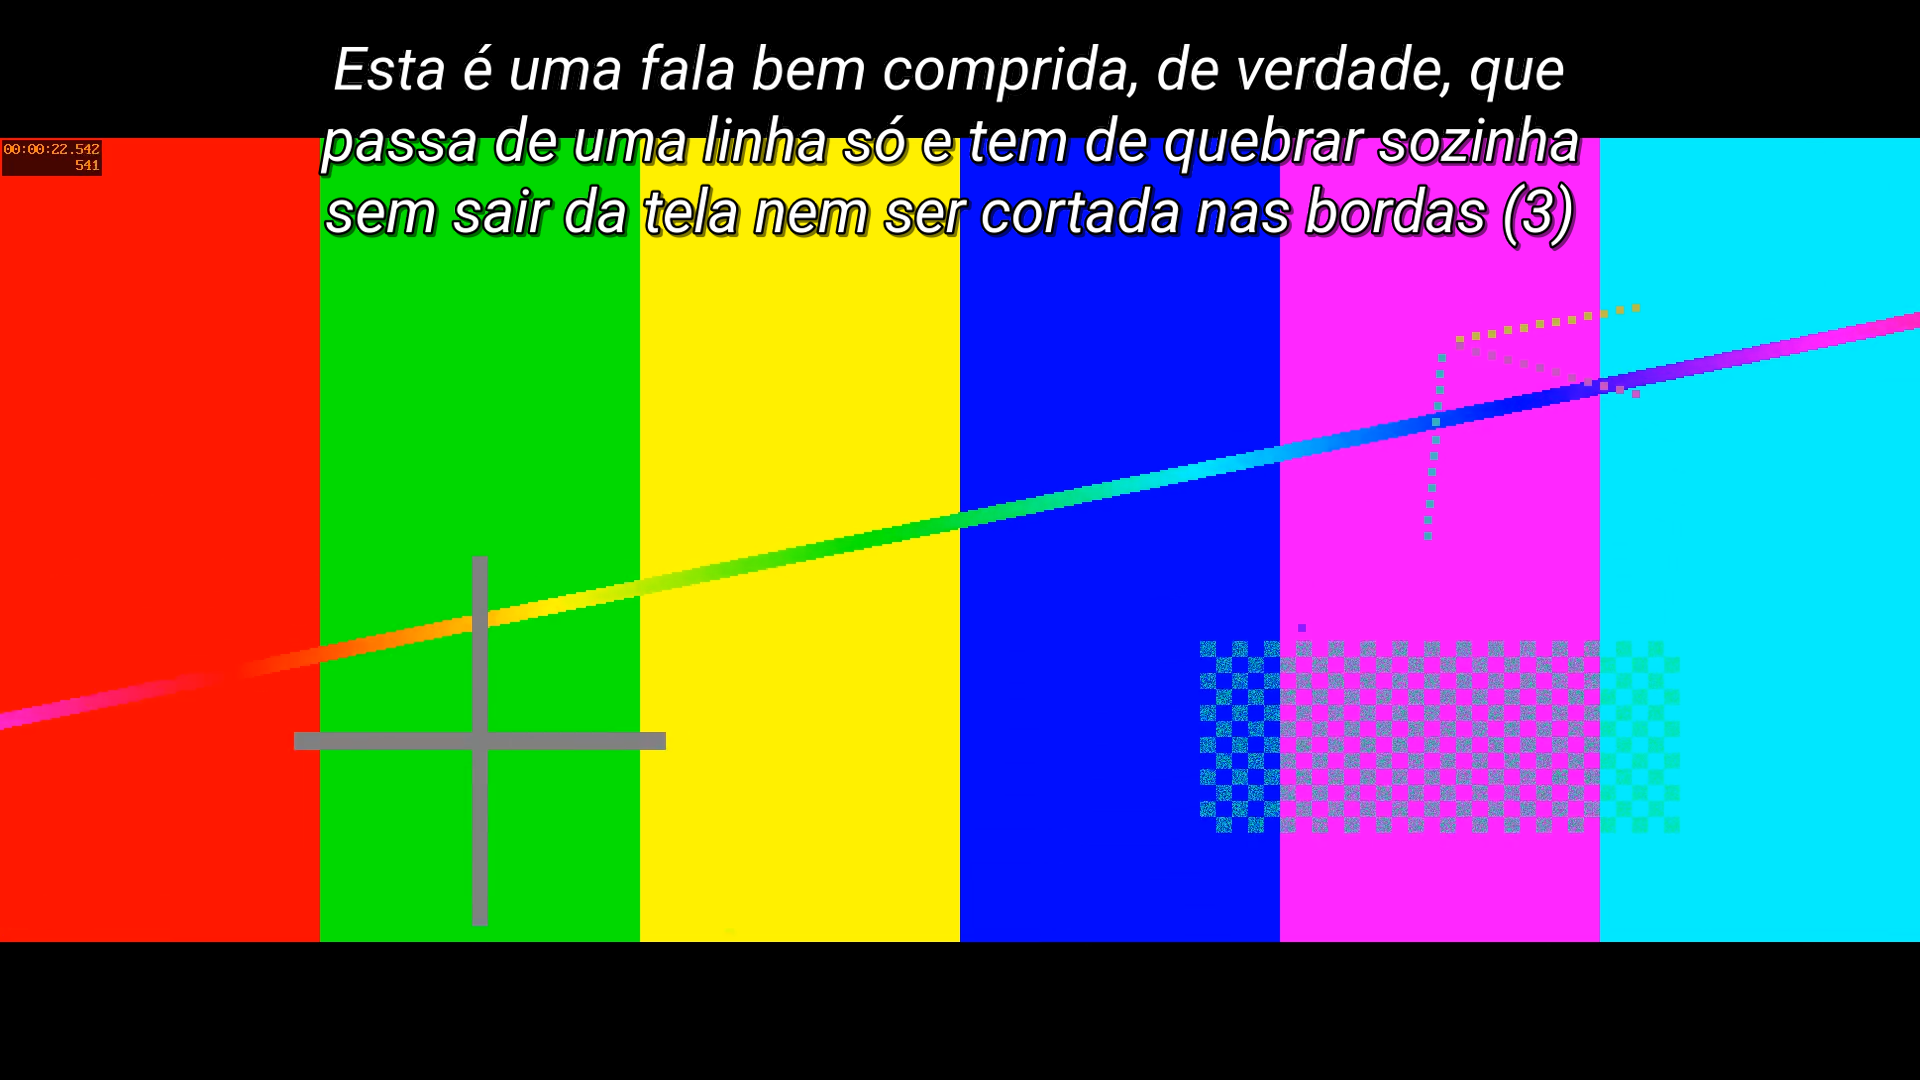 Esta é uma fala bem comprida, de verdade, que
passa de uma linha só e tem de quebrar sozinha
sem sair da tela nem ser cortada nas bordas (3)
00:00:22.542
541